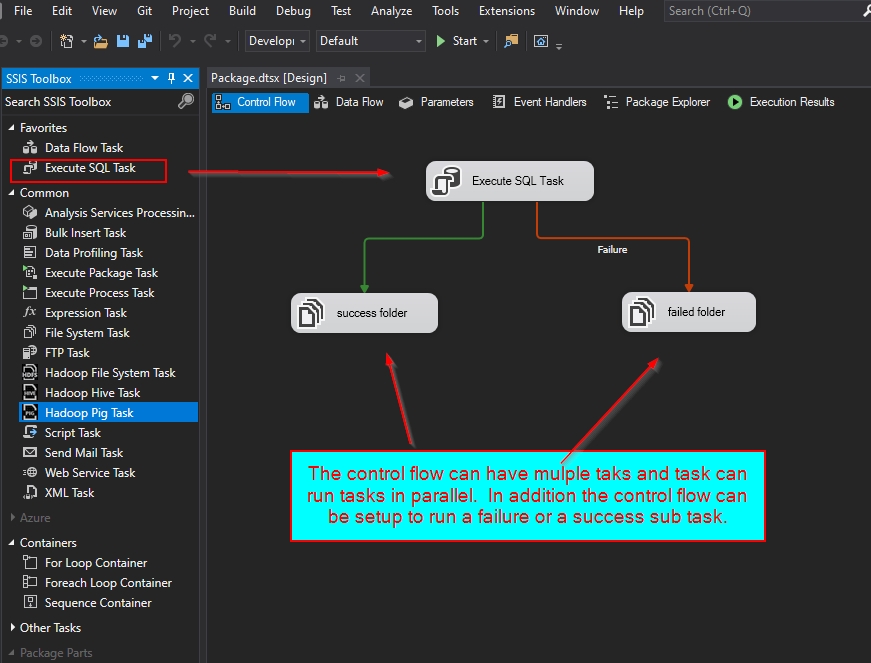 File Edit View Git Project Build Debug Test Analyze Tools Extensions Window Help Search (Ctrl+Q)
Develop Default Start
SSIS Toolbox
Search SSIS Toolbox
Favorites
Data Flow Task
Execute SQL Task
Common
Analysis Services Processin...
Bulk Insert Task
Data Profiling Task
Execute Package Task
Execute Process Task
Expression Task
File System Task
FTP Task
Hadoop File System Task
Hadoop Hive Task
Hadoop Pig Task
Script Task
Send Mail Task
Web Service Task
XML Task
Azure
Containers
For Loop Container
Foreach Loop Container
Sequence Container
Other Tasks
Package Parts
Package.dtsx [Design]
Control Flow Data Flow Parameters Event Handlers Package Explorer Execution Results
Execute SQL Task
Failure
success folder
failed folder
The control flow can have mulple taks and task can
run tasks in parallel. In addition the control flow can
be setup to run a failure or a success sub task.